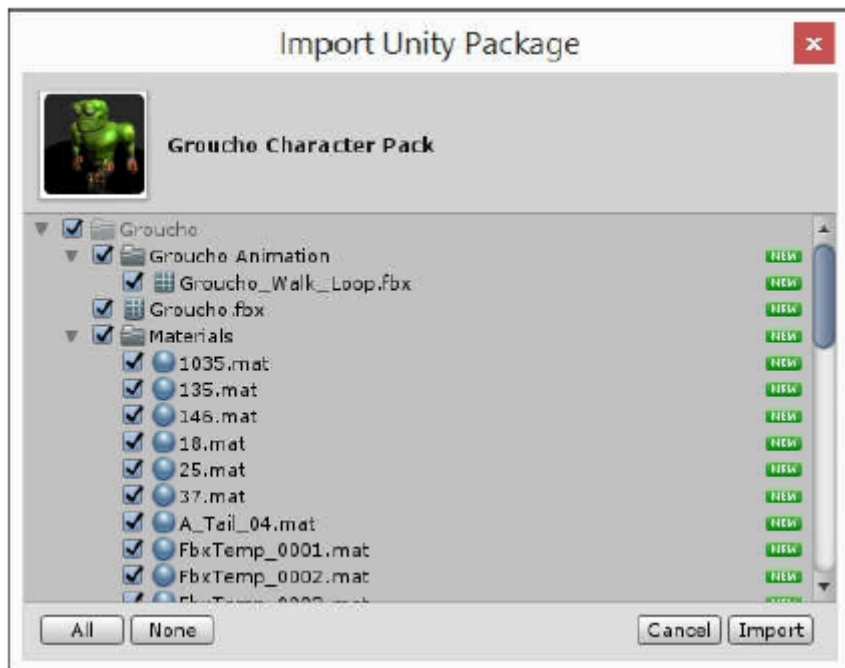 Import Unity Package
x
Groucho Character Pack
Groucho
Groucho Animation NEW
Groucho_Walk_Loop.fbx NEW
Groucho.fbx NEW
Materials NEW
1035.mat NEW
135.mat NEW
146.mat NEW
18.mat NEW
25.mat NEW
37.mat NEW
A_Tail_04.mat NEW
FbxTemp_0001.mat NEW
FbxTemp_0002.mat NEW
All None Cancel Import